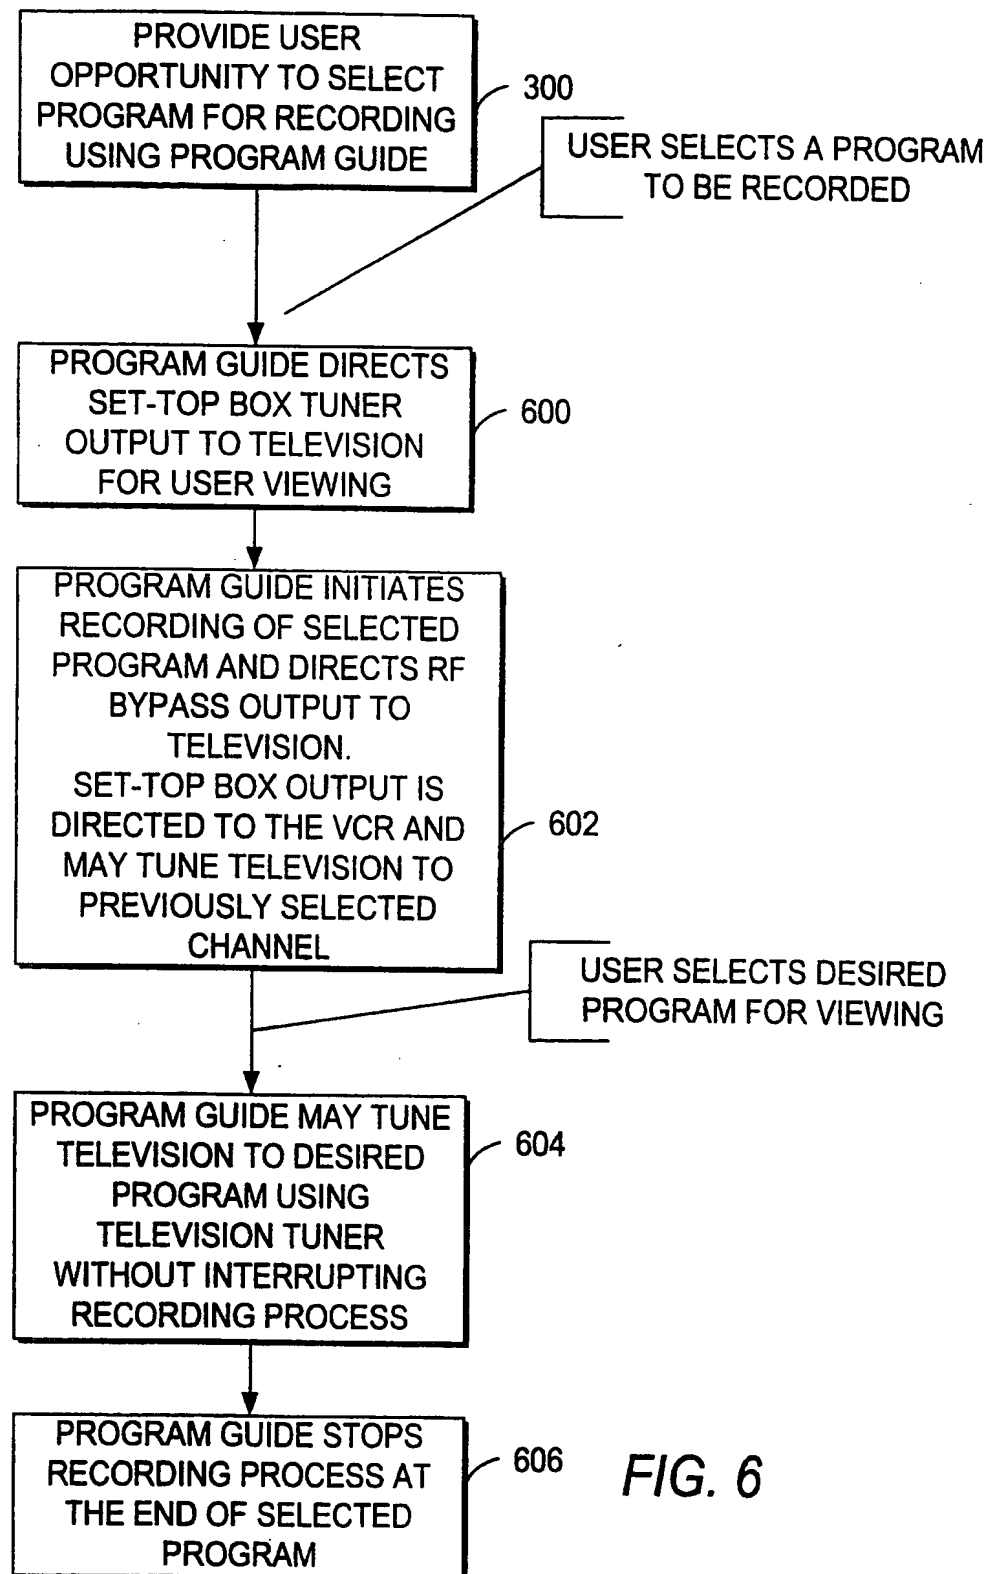 PROVIDE USER
OPPORTUNITY TO SELECT
PROGRAM FOR RECORDING
USING PROGRAM GUIDE
300
USER SELECTS A PROGRAM
TO BE RECORDED
PROGRAM GUIDE DIRECTS
SET-TOP BOX TUNER
OUTPUT TO TELEVISION
FOR USER VIEWING
600
PROGRAM GUIDE INITIATES
RECORDING OF SELECTED
PROGRAM AND DIRECTS RF
BYPASS OUTPUT TO
TELEVISION.
SET-TOP BOX OUTPUT IS
DIRECTED TO THE VCR AND
MAY TUNE TELEVISION TO
PREVIOUSLY SELECTED
CHANNEL
602
USER SELECTS DESIRED
PROGRAM FOR VIEWING
PROGRAM GUIDE MAY TUNE
TELEVISION TO DESIRED
PROGRAM USING
TELEVISION TUNER
WITHOUT INTERRUPTING
RECORDING PROCESS
604
PROGRAM GUIDE STOPS
RECORDING PROCESS AT
THE END OF SELECTED
PROGRAM
606
FIG. 6